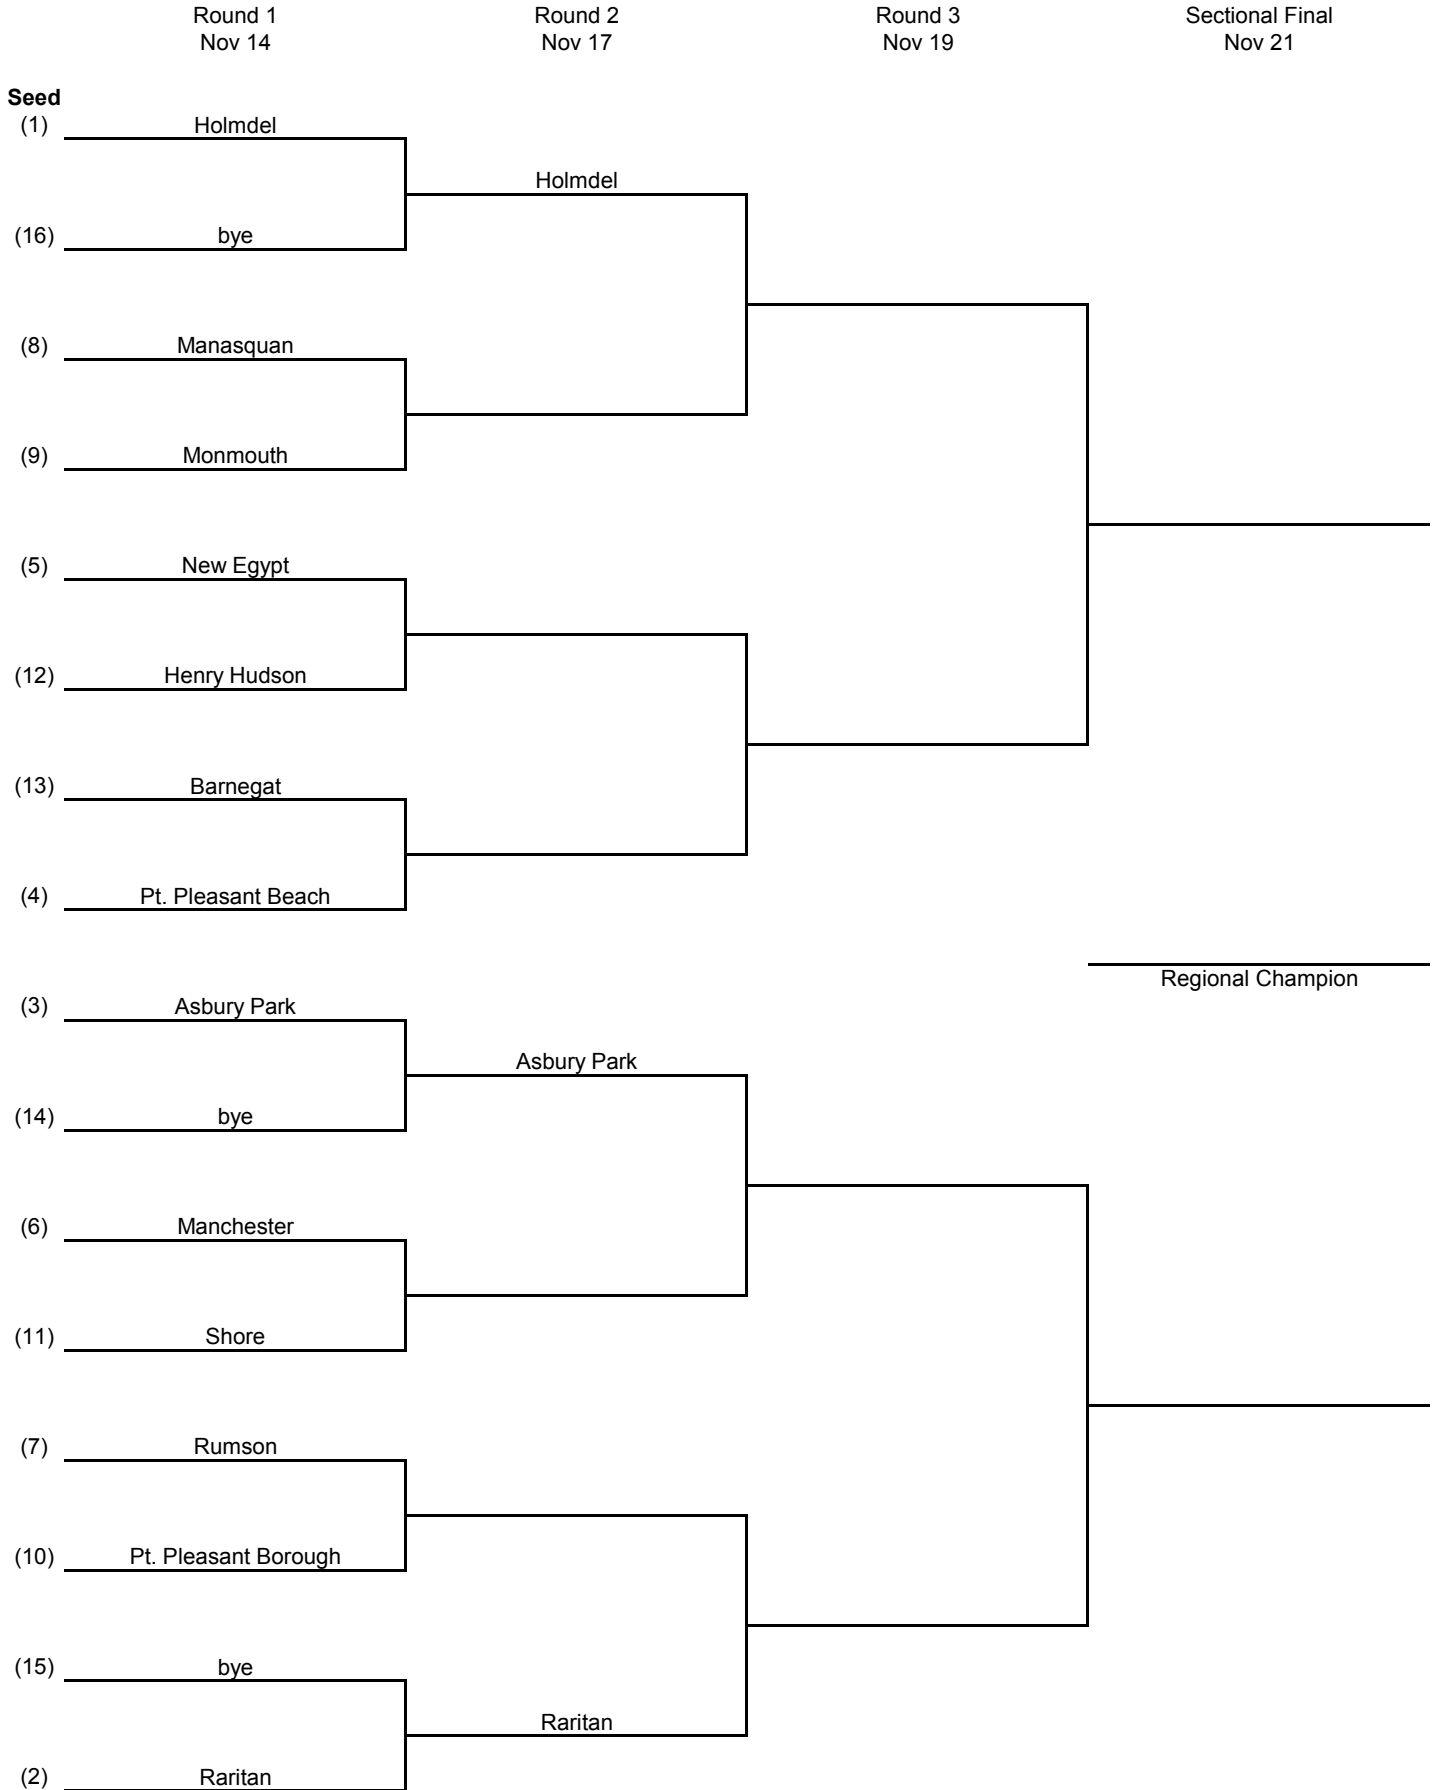 Round 1 Round 2 Round 3 Sectional Final
Nov 14 Nov 17 Nov 19 Nov 21
Seed
(1) Holmdel
Holmdel
(16) bye
(8) Manasquan
(9) Monmouth
(5) New Egypt
(12) Henry Hudson
(13) Barnegat
(4) Pt. Pleasant Beach
Regional Champion
(3) Asbury Park
Asbury Park
(14) bye
(6) Manchester
(11) Shore
(7) Rumson
(10) Pt. Pleasant Borough
(15) bye
Raritan
(2) Raritan